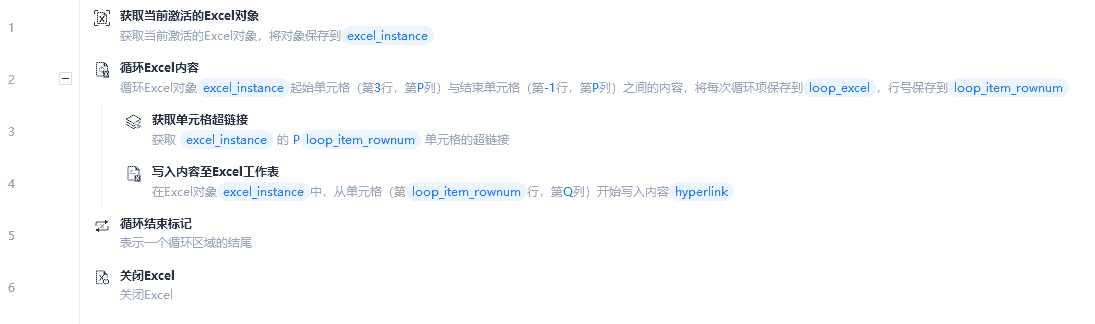 1
获取当前激活的Excel对象
获取当前激活的Excel对象，将对象保存到 excel_instance
2
循环Excel内容
循环Excel对象 excel_instance 起始单元格（第3行，第P列）与结束单元格（第-1行，第P列）之间的内容，将每次循环项保存到 loop_excel ，行号保存到 loop_item_rownum
3
获取单元格超链接
获取 excel_instance 的 P loop_item_rownum 单元格的超链接
4
写入内容至Excel工作表
在Excel对象 excel_instance 中，从单元格（第 loop_item_rownum 行，第Q列）开始写入内容 hyperlink
5
循环结束标记
表示一个循环区域的结尾
6
关闭Excel
关闭Excel